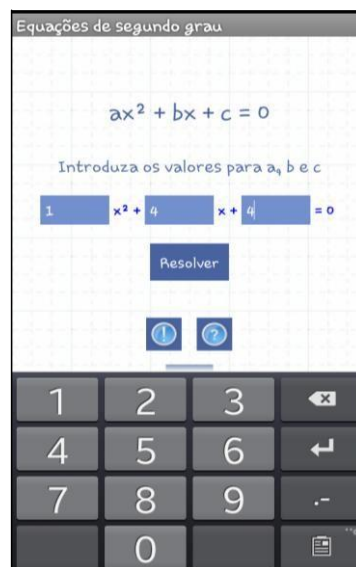 Equações de segundo grau
ax² + bx + c = 0
Introduza os valores para a, b e c
1 x² + 4 x + 4 = 0
Resolver
! ?
1 2 3
4 5 6
7 8 9 .-
0